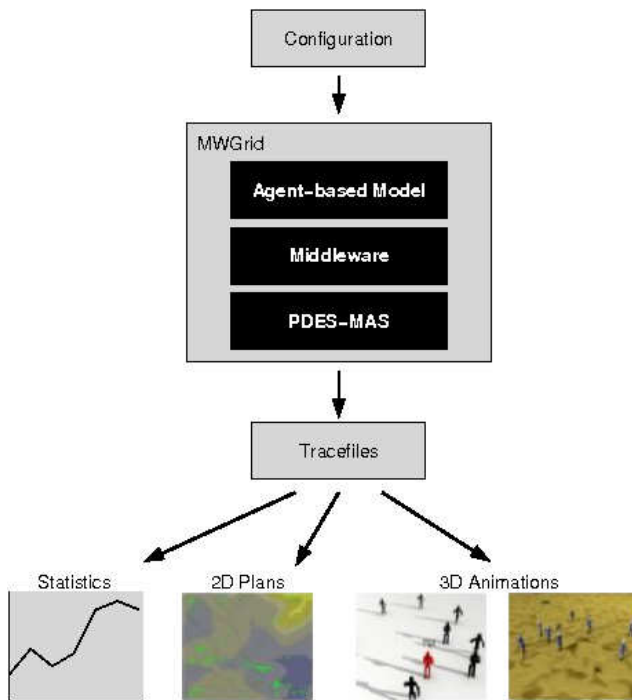 Configuration
MWGrid
Agent-based Model
Middleware
PDES-MAS
Tracefiles
Statistics
2D Plans
3D Animations